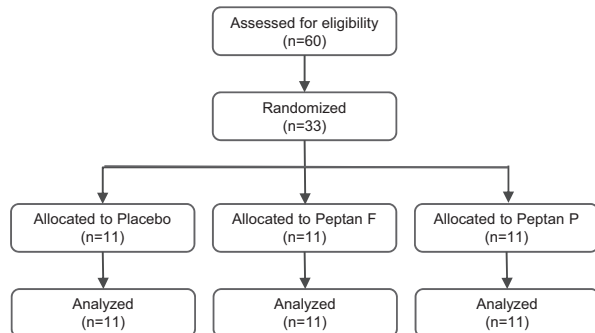 Assessed for eligibility
(n=60)
Randomized
(n=33)
Allocated to Placebo
(n=11)
Allocated to Peptan F
(n=11)
Allocated to Peptan P
(n=11)
Analyzed
(n=11)
Analyzed
(n=11)
Analyzed
(n=11)